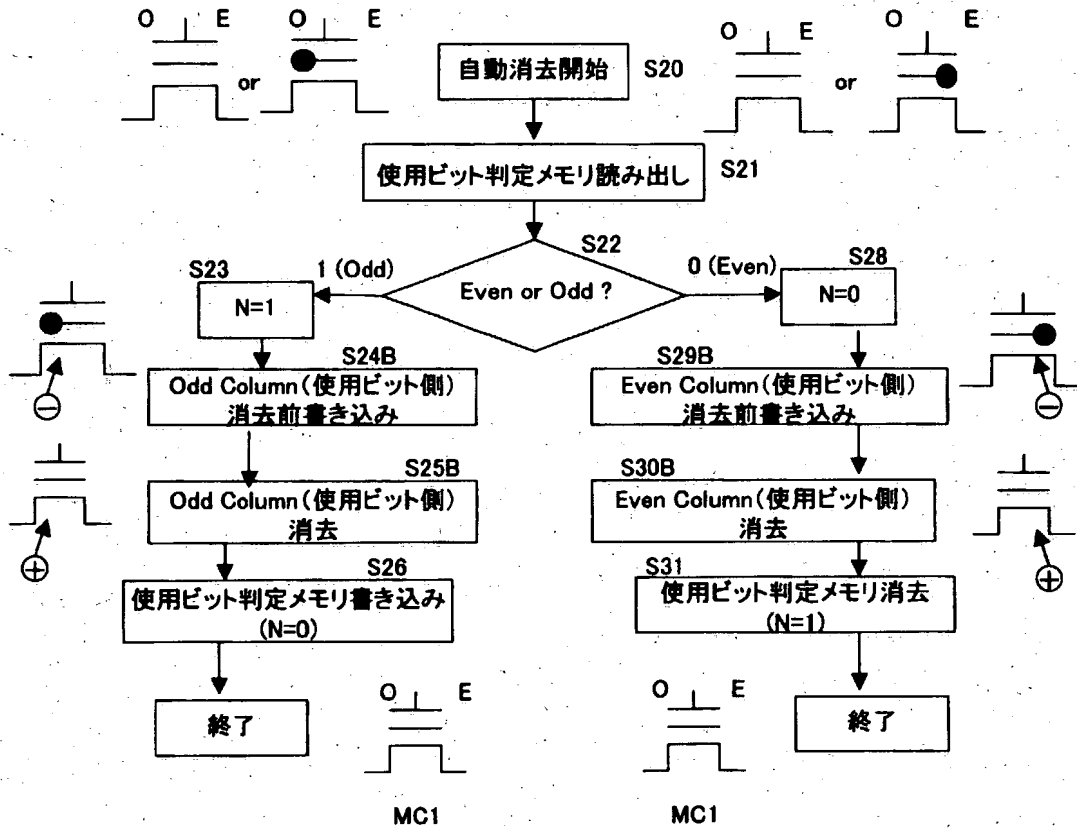 O E
or
O E
自動消去開始
S20
O E
or
O E
使用ビット判定メモリ読み出し
S21
S22
Even or Odd ?
1 (Odd)
0 (Even)
S23
N=1
S28
N=0
S24B
Odd Column(使用ビット側)
消去前書き込み
S29B
Even Column(使用ビット側)
消去前書き込み
S25B
Odd Column(使用ビット側)
消去
S30B
Even Column(使用ビット側)
消去
S26
使用ビット判定メモリ書き込み
(N=0)
S31
使用ビット判定メモリ消去
(N=1)
終了
O E
MC1
O E
MC1
終了